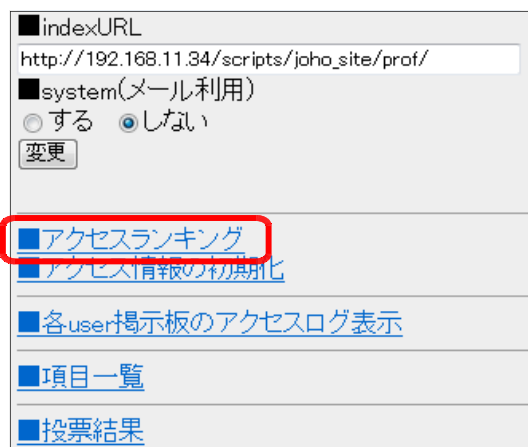 ■indexURL
http://192.168.11.34/scripts/joho_site/prof/
■system(メール利用)
する しない
変更
■アクセスランキング
■アクセス情報の初期化
■各user掲示板のアクセスログ表示
■項目一覧
■投票結果